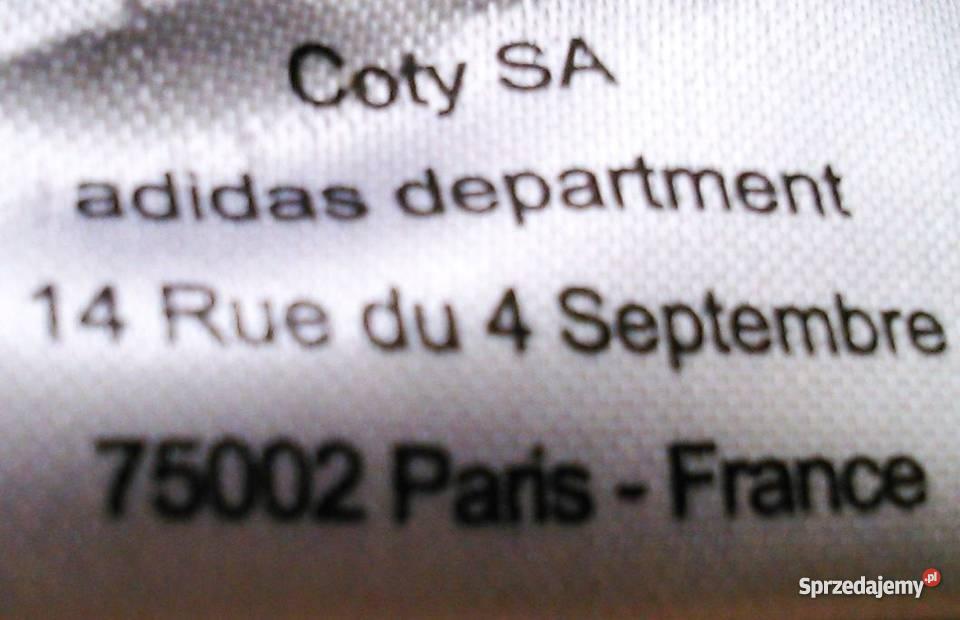 Coty SA
adidas department
14 Rue du 4 Septembre
75002 Paris - France
Sprzedajemy.pl